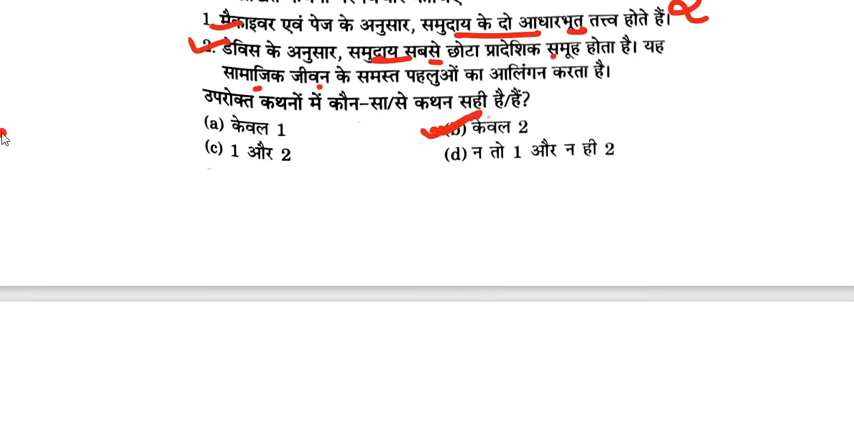 1. मैकाइवर एवं पेज के अनुसार, समुदाय के दो आधारभूत तत्त्व होते हैं। 2
2. डेविस के अनुसार, समुदाय सबसे छोटा प्रादेशिक समूह होता है। यह
सामाजिक जीवन के समस्त पहलुओं का आलिंगन करता है।
उपरोक्त कथनों में कौन-सा/से कथन सही है/हैं?
(a) केवल 1 (b) केवल 2
(c) 1 और 2 (d) न तो 1 और न ही 2